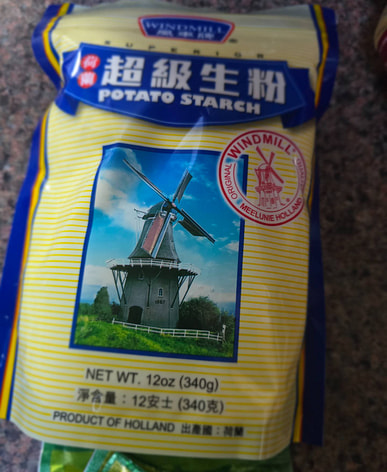 WINDMILL
風車牌
SUPERIOR
荷蘭
超級生粉
POTATO STARCH
ORIGINAL WINDMILL
MEELUNIE HOLLAND
NET WT. 12oz (340g)
淨含量：12安士 (340克)
PRODUCT OF HOLLAND 出產國：荷蘭